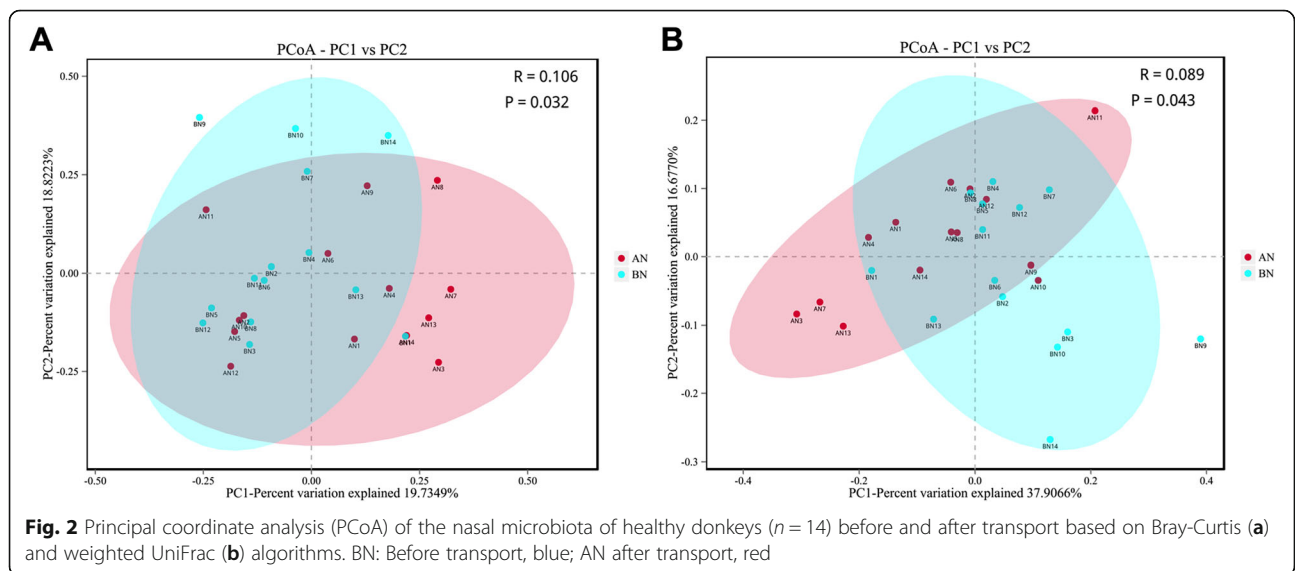 A
PCoA - PC1 vs PC2
R = 0.106
P = 0.032
PC2-Percent variation explained 18.8223%
0.50
0.25
0.00
-0.25
BN9
BN10
BN14
BN7
AN9
AN8
AN11
BN4
AN6
BN2
BN11
BN6
BN13
AN4
AN7
BN5
BN12
BN8
AN5
BN3
AN1
AN14
AN13
AN12
AN3
-0.50
-0.25
0.00
0.25
0.50
PC1-Percent variation explained 19.7349%
AN
BN
B
PCoA - PC1 vs PC2
R = 0.089
P = 0.043
PC2-Percent variation explained 16.6770%
0.2
0.1
0.0
-0.1
-0.2
-0.3
AN11
AN6
BN4
BN7
AN12
BN5
BN12
AN1
AN4
AN8
BN11
BN1
AN14
AN9
BN6
AN10
BN2
AN7
AN3
AN13
BN13
BN3
BN10
BN9
BN14
-0.4
-0.2
0.0
0.2
0.4
PC1-Percent variation explained 37.9066%
AN
BN
Fig. 2 Principal coordinate analysis (PCoA) of the nasal microbiota of healthy donkeys (n = 14) before and after transport based on Bray-Curtis (a)
and weighted UniFrac (b) algorithms. BN: Before transport, blue; AN after transport, red